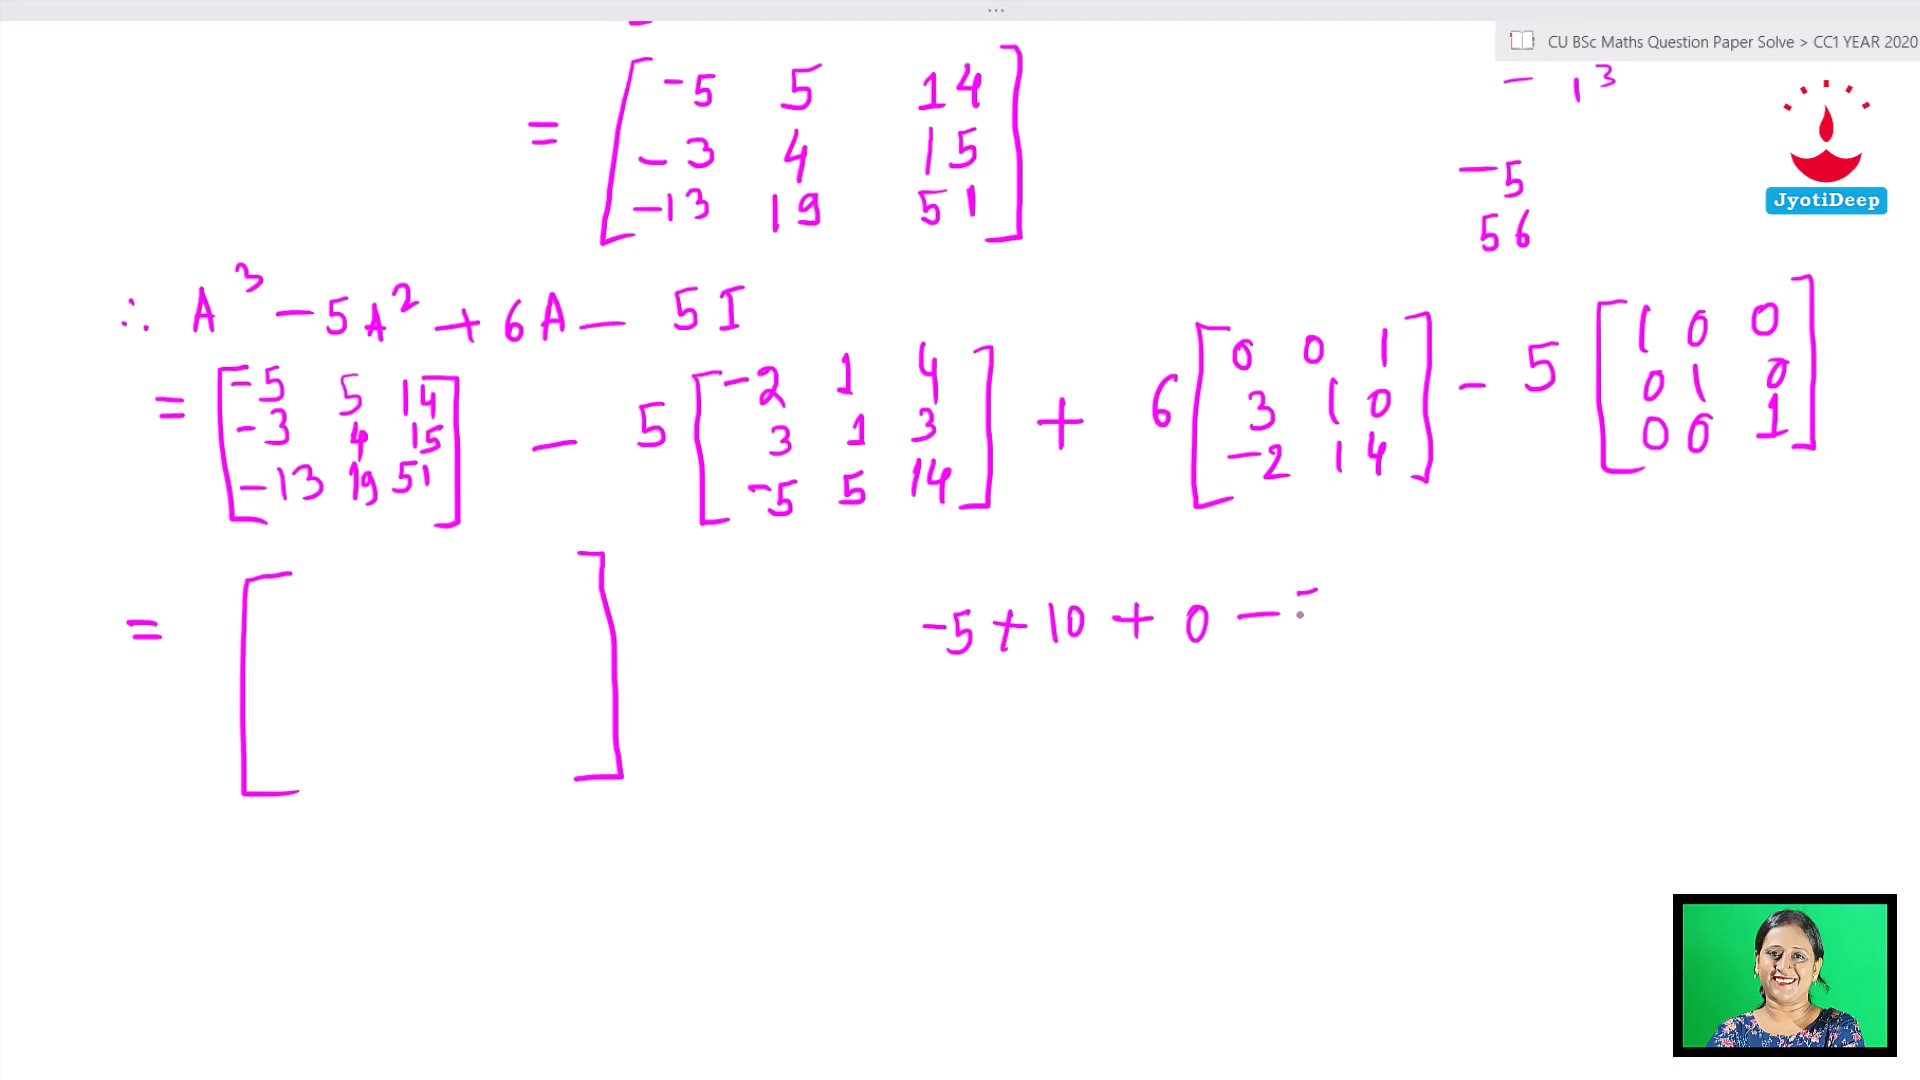 ...
CU BSc Maths Question Paper Solve > CC1 YEAR 2020
= [ -5 5 14
-3 4 15
-13 19 51 ]
- 13
-5
56
JyotiDeep
∴ A³ - 5A² + 6A - 5I
= [ -5 5 14 - 5 [ -2 1 4 + 6 [ 0 0 1 - 5 [ 1 0 0
-3 4 15 3 1 3 3 1 0 0 1 0
-13 19 51 ] -5 5 14 ] -2 1 4 ] 0 0 1 ]
= [ ] -5 + 10 + 0 -